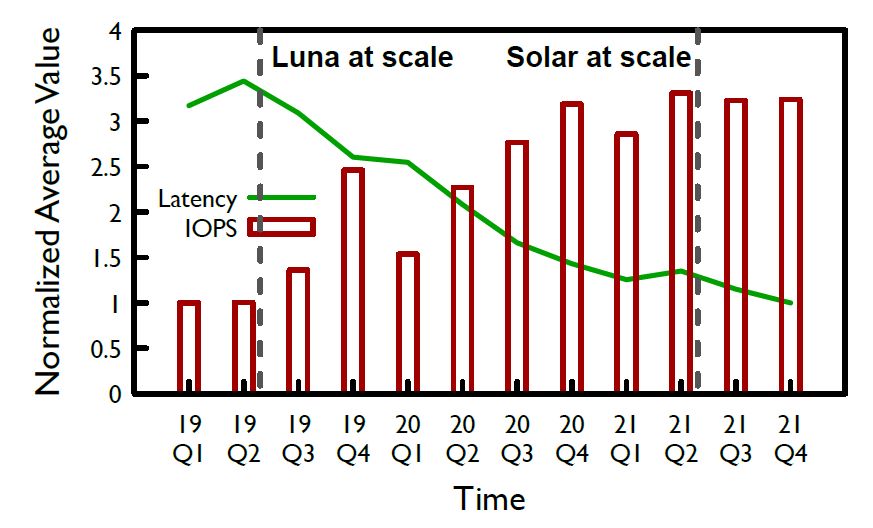 4
Luna at scale Solar at scale
3.5
3
2.5
Latency
2
IOPS
1.5
1
0.5
0
Normalized Average Value
19 19 19 19 20 20 20 20 21 21 21 21
Q1 Q2 Q3 Q4 Q1 Q2 Q3 Q4 Q1 Q2 Q3 Q4
Time